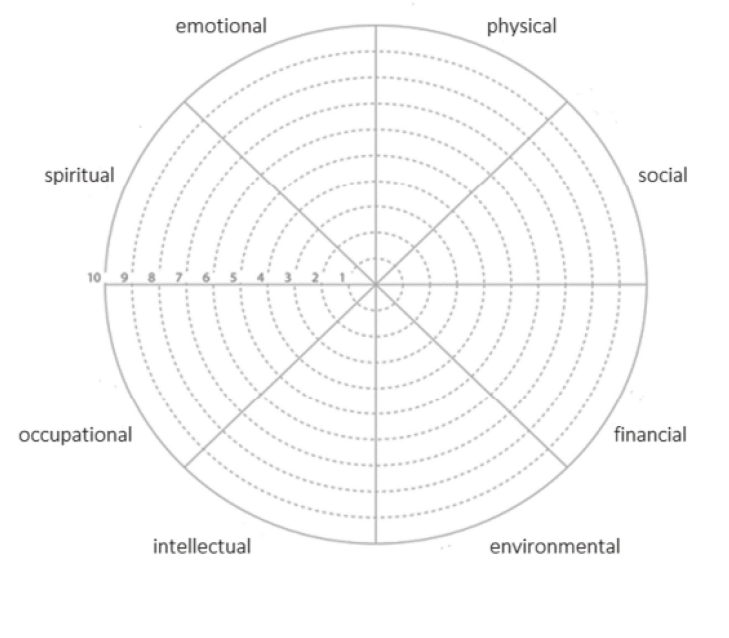 emotional physical
spiritual social
10 9 8 7 6 5 4 3 2 1
occupational financial
intellectual environmental